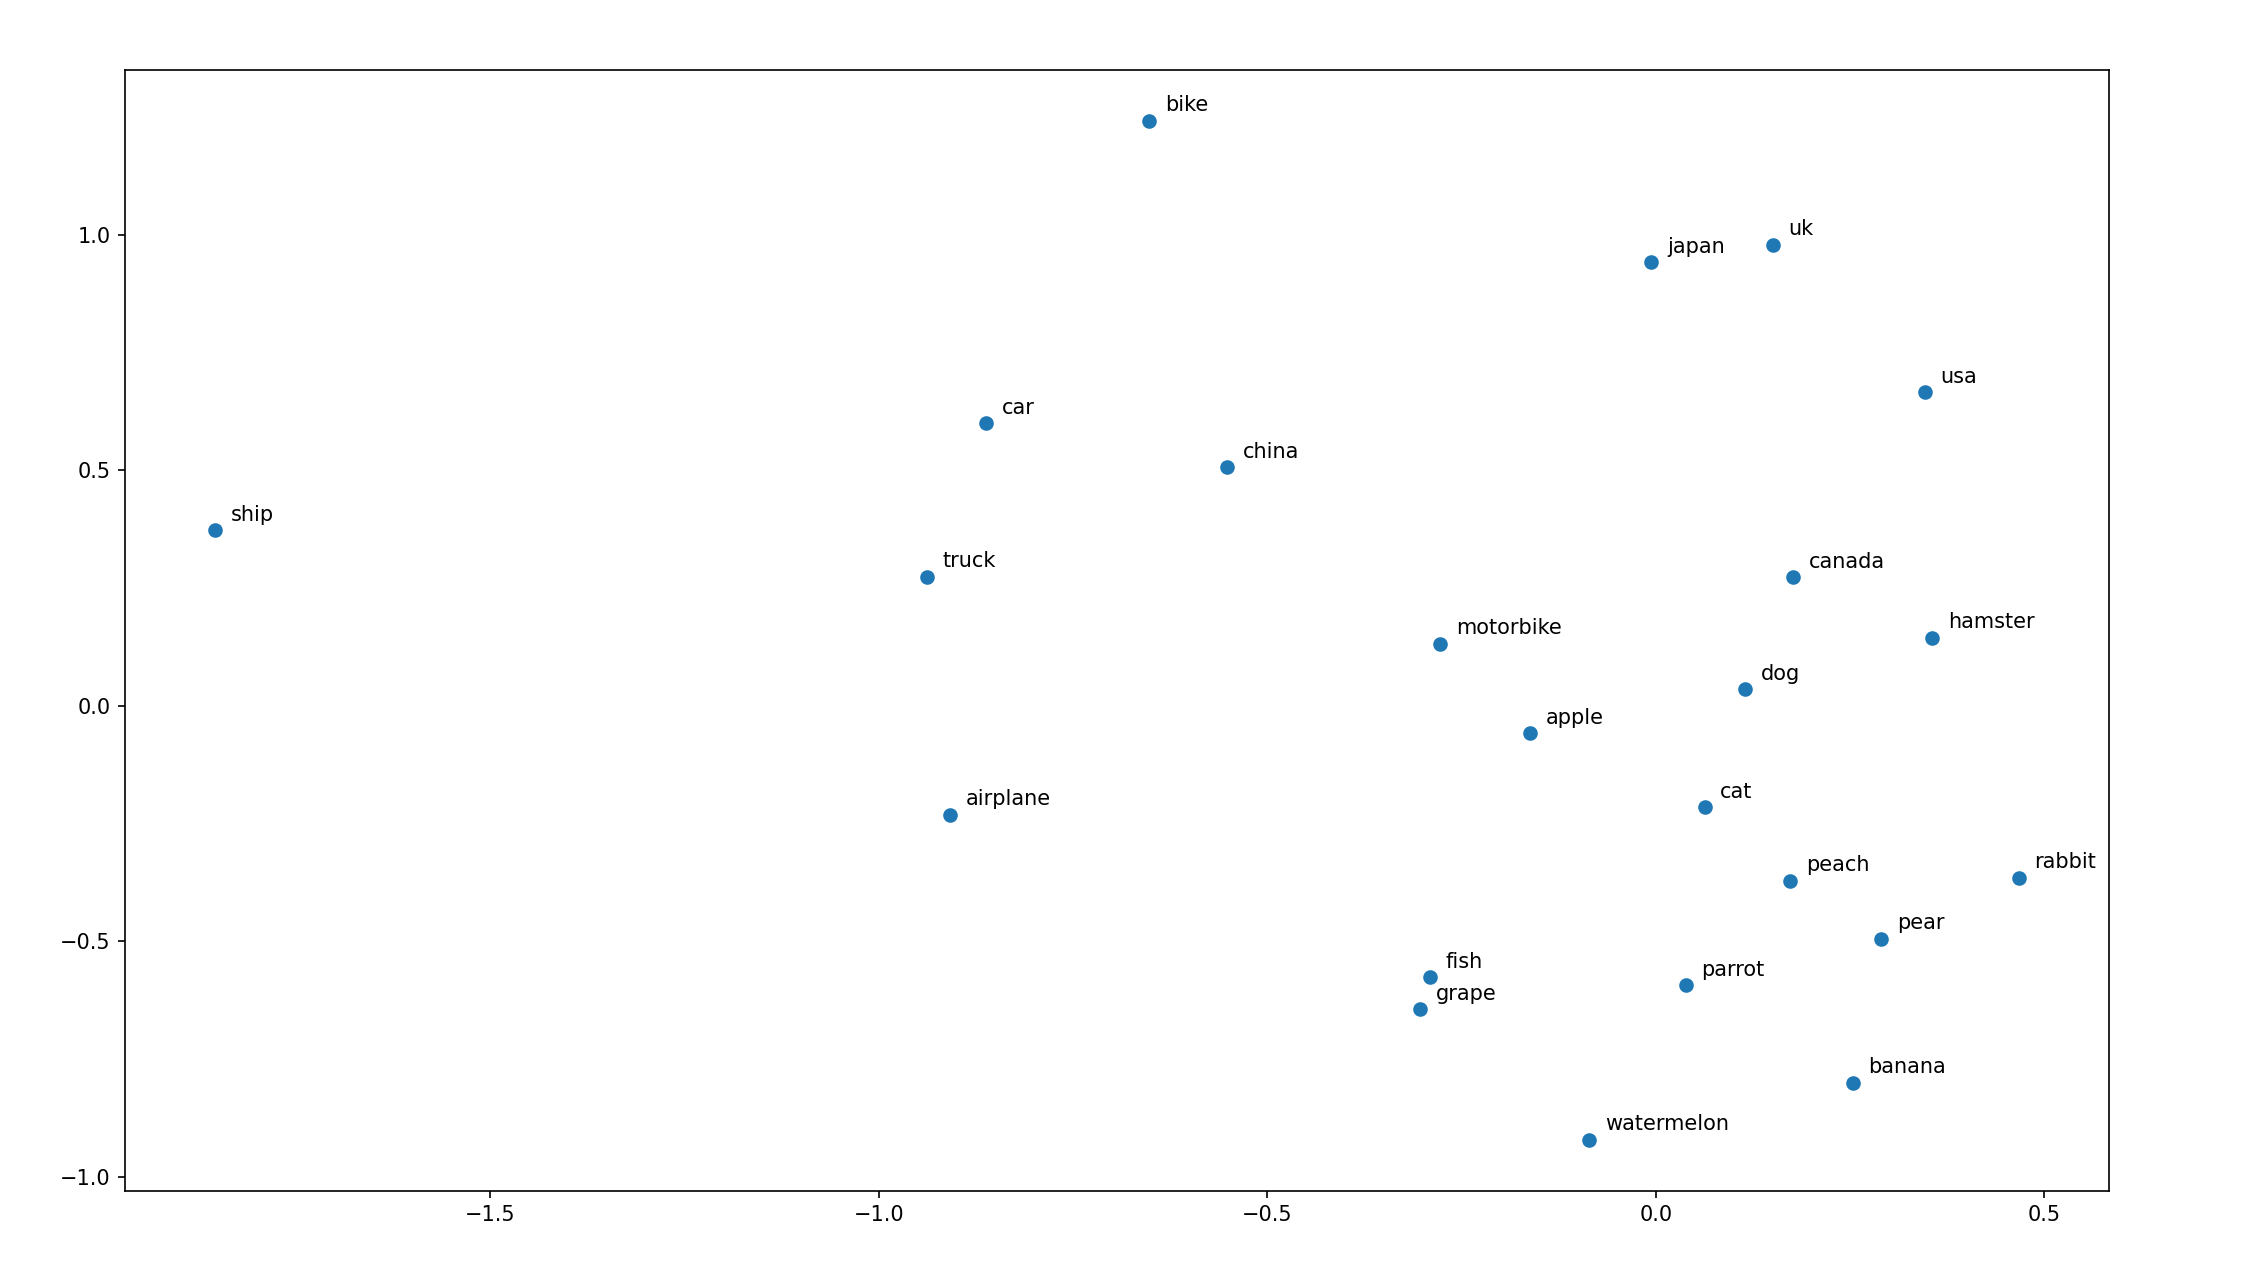 bike
uk
japan
1.0
usa
car
china
0.5
ship
truck
canada
motorbike
hamster
dog
apple
0.0
airplane
cat
peach
rabbit
pear
−0.5
fish
parrot
grape
banana
watermelon
−1.0
−1.5 −1.0 −0.5 0.0 0.5